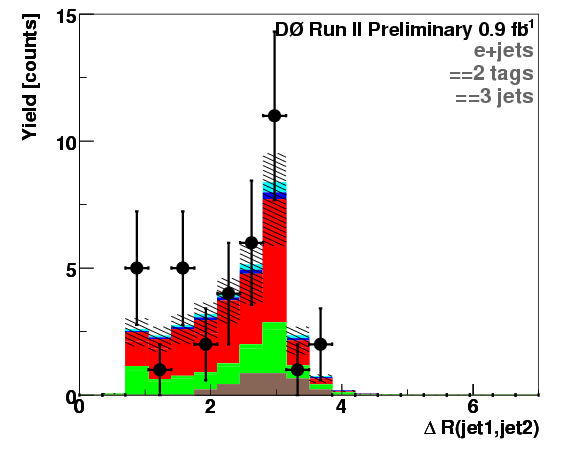 DØ Run II Preliminary 0.9 fb-1
e+jets
==2 tags
==3 jets
Yield [counts]
15
10
5
0
0 2 4 6
Δ R(jet1,jet2)